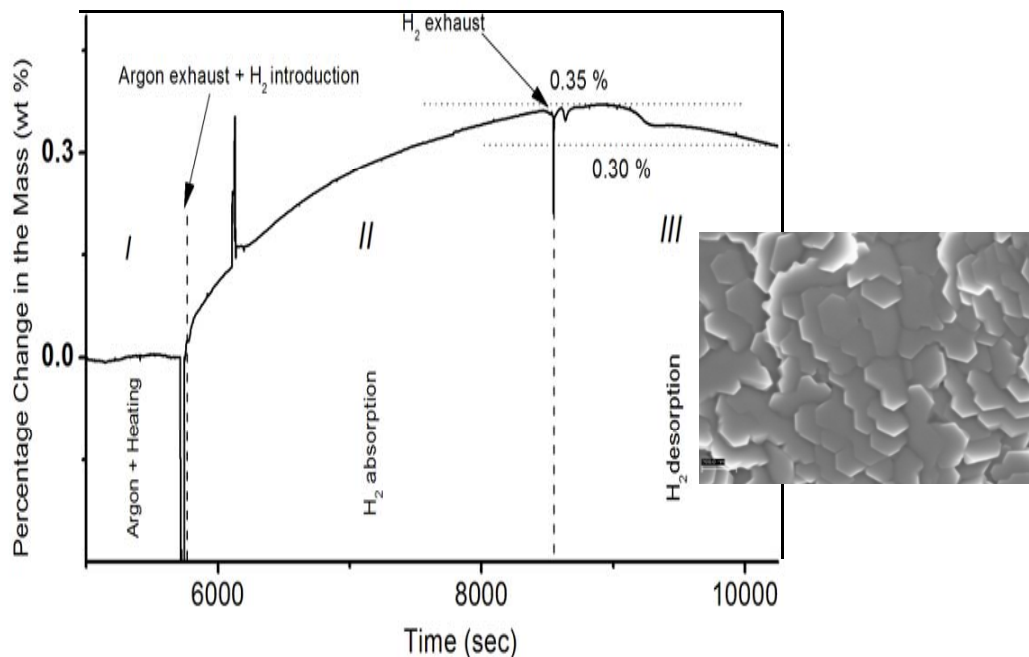 H₂ exhaust
Argon exhaust + H₂ introduction
0.35 %
0.30 %
I
II
III
Argon + Heating
H₂ absorption
H₂ desorption
Percentage Change in the Mass (wt %)
0.3
0.0
6000
8000
10000
Time (sec)